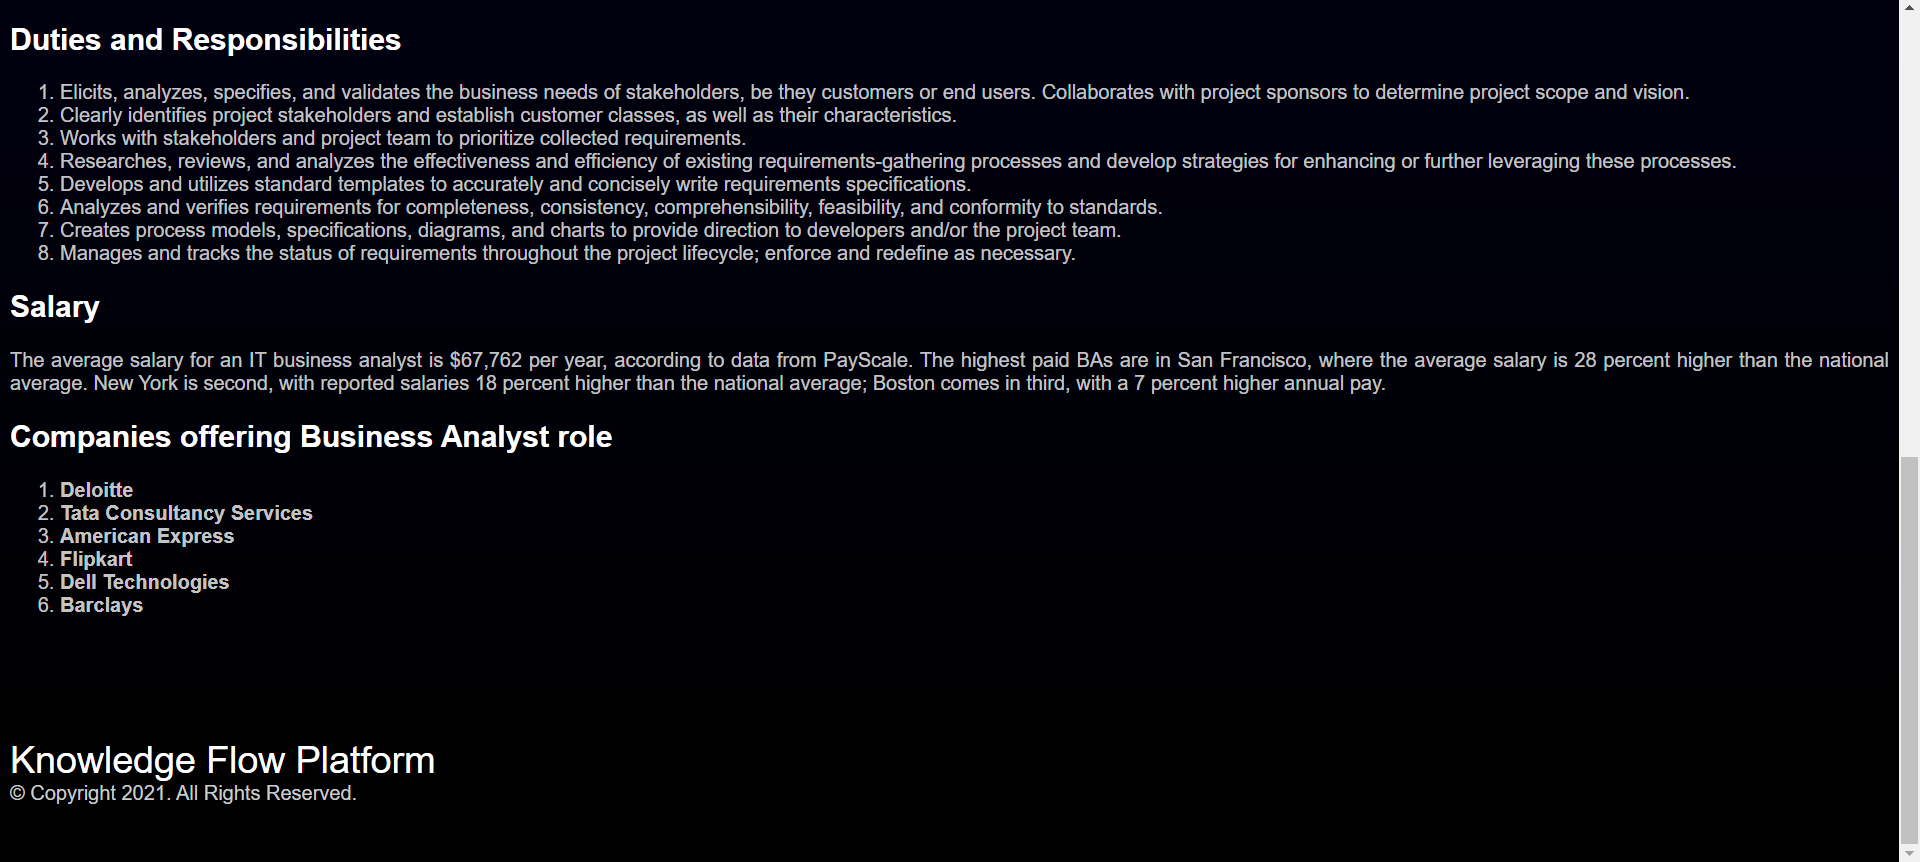 Duties and Responsibilities
1. Elicits, analyzes, specifies, and validates the business needs of stakeholders, be they customers or end users. Collaborates with project sponsors to determine project scope and vision.
2. Clearly identifies project stakeholders and establish customer classes, as well as their characteristics.
3. Works with stakeholders and project team to prioritize collected requirements.
4. Researches, reviews, and analyzes the effectiveness and efficiency of existing requirements-gathering processes and develop strategies for enhancing or further leveraging these processes.
5. Develops and utilizes standard templates to accurately and concisely write requirements specifications.
6. Analyzes and verifies requirements for completeness, consistency, comprehensibility, feasibility, and conformity to standards.
7. Creates process models, specifications, diagrams, and charts to provide direction to developers and/or the project team.
8. Manages and tracks the status of requirements throughout the project lifecycle; enforce and redefine as necessary.
Salary
The average salary for an IT business analyst is $67,762 per year, according to data from PayScale. The highest paid BAs are in San Francisco, where the average salary is 28 percent higher than the national
average. New York is second, with reported salaries 18 percent higher than the national average; Boston comes in third, with a 7 percent higher annual pay.
Companies offering Business Analyst role
1. Deloitte
2. Tata Consultancy Services
3. American Express
4. Flipkart
5. Dell Technologies
6. Barclays
Knowledge Flow Platform
© Copyright 2021. All Rights Reserved.